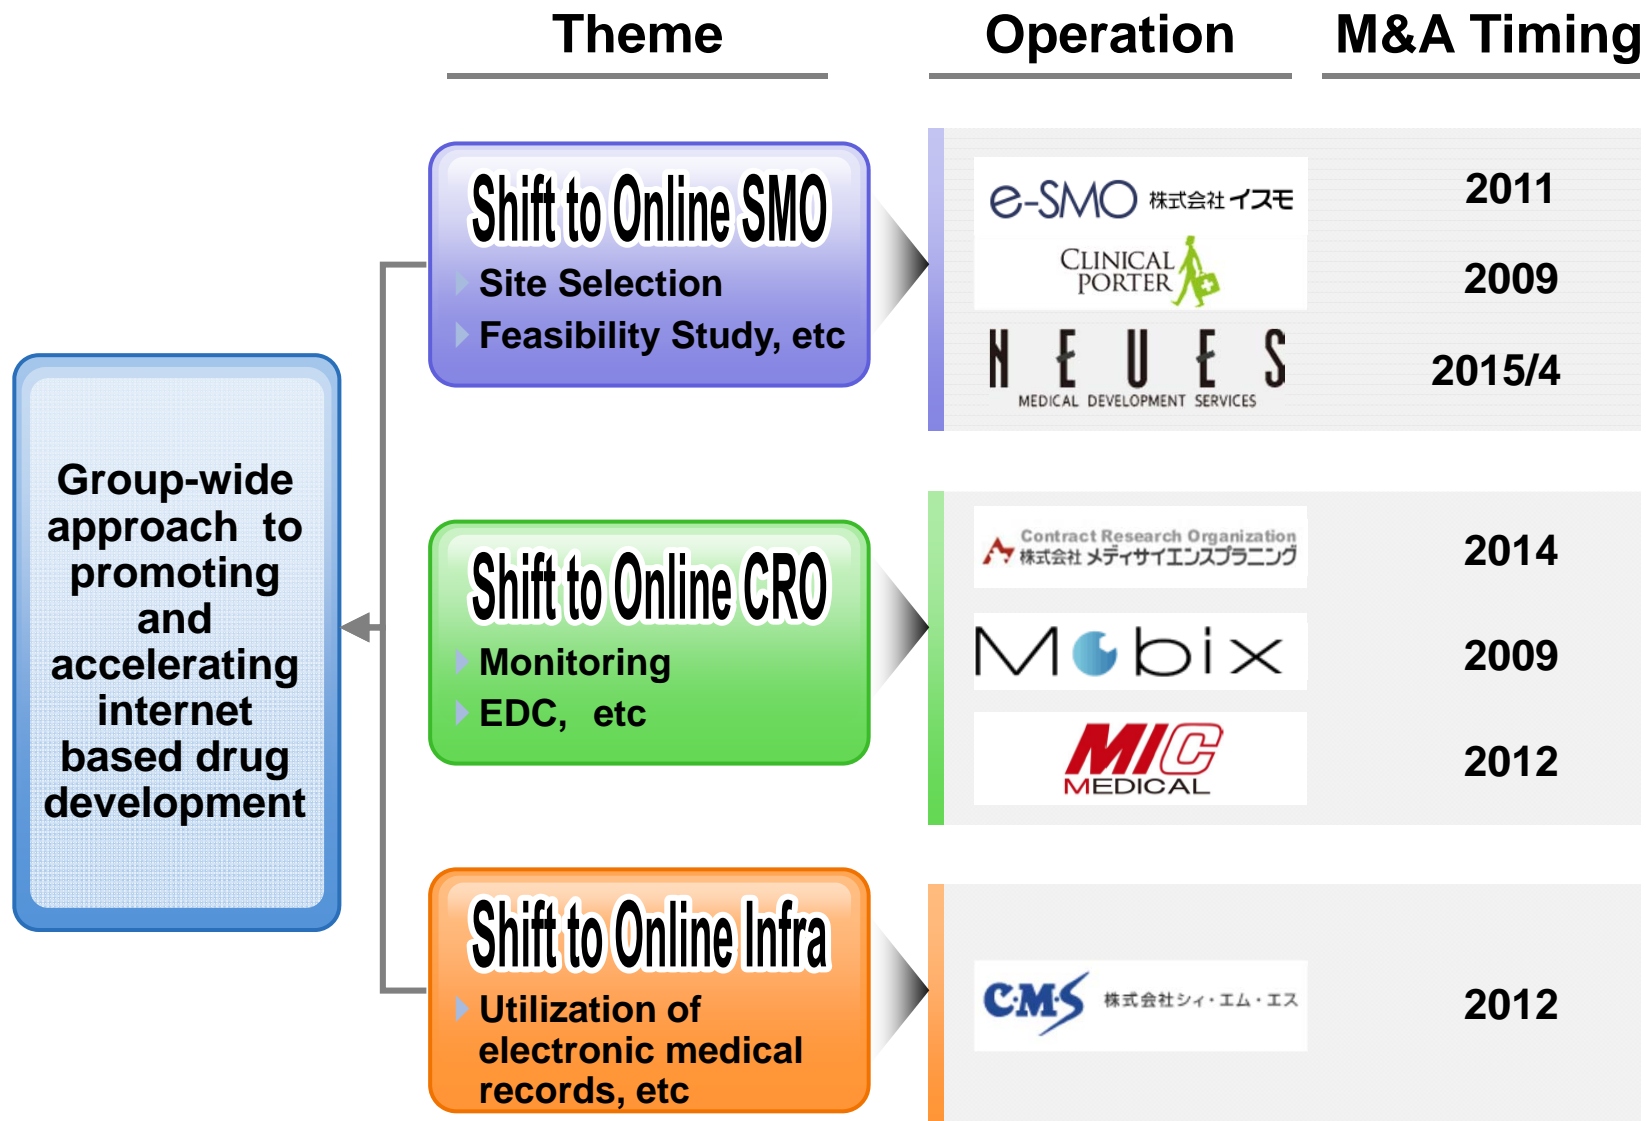 Theme
Operation
M&A Timing
Group-wide
approach to
promoting
and
accelerating
internet
based drug
development
Shift to Online SMO
Site Selection
Feasibility Study, etc
e-SMO 株式会社イスモ
2011
CLINICAL
PORTER
2009
NEUES
MEDICAL DEVELOPMENT SERVICES
2015/4
Shift to Online CRO
Monitoring
EDC, etc
Contract Research Organization
株式会社 メディサイエンスプラニング
2014
Mobix
2009
MIC
MEDICAL
2012
Shift to Online Infra
Utilization of
electronic medical
records, etc
C・M・S 株式会社シィ・エム・エス
2012